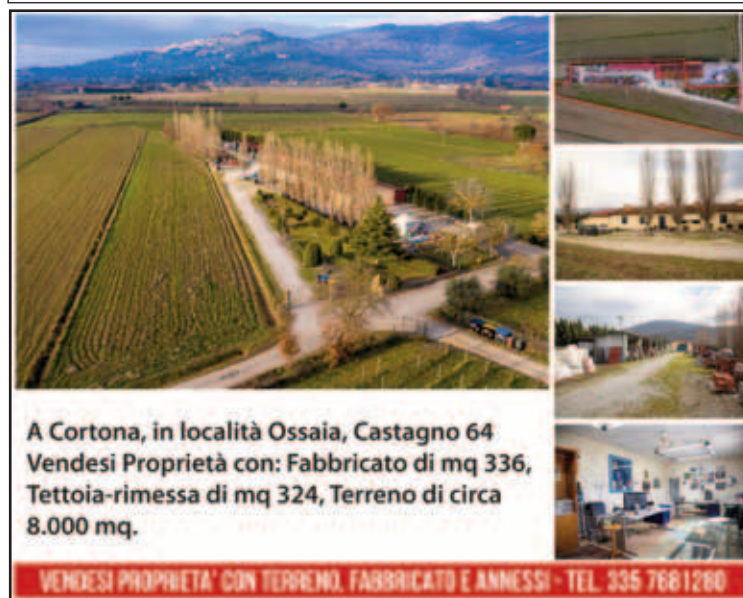 A Cortona, in località Ossaia, Castagno 64
Vendesi Proprietà con: Fabbricato di mq 336,
Tettoia-rimessa di mq 324, Terreno di circa
8.000 mq.
VENDESI PROPRIETA' CON TERRENO, FABBRICATO E ANNESSI - TEL. 335 7681280